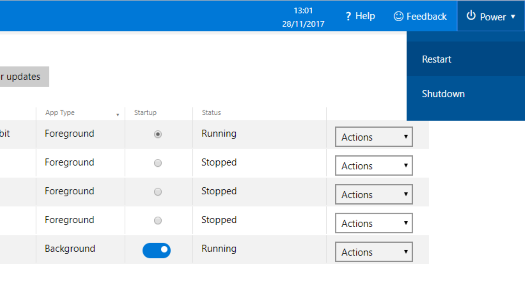 13:01
28/11/2017
? Help
Feedback
Power
Restart
Shutdown
r updates
App Type
Startup
Status
bit
Foreground
Running
Actions
Foreground
Stopped
Actions
Foreground
Stopped
Actions
Foreground
Stopped
Actions
Background
Running
Actions